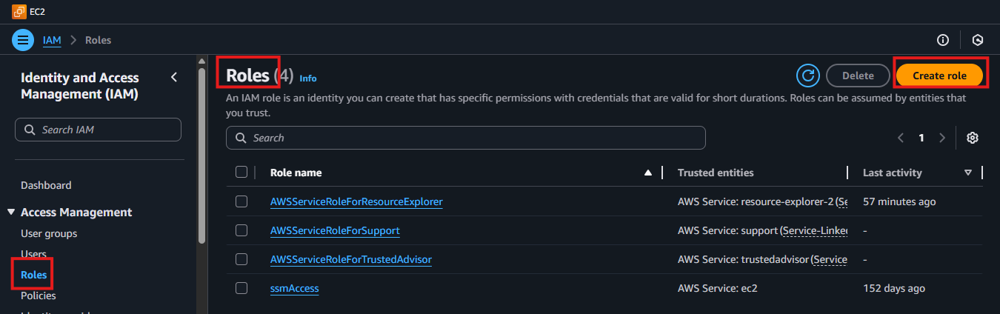 EC2
IAM > Roles
Identity and Access
Management (IAM)
Search IAM
Dashboard
Access Management
User groups
Users
Roles
Policies
Roles (4) Info
Delete
Create role
An IAM role is an identity you can create that has specific permissions with credentials that are valid for short durations. Roles can be assumed by entities that
you trust.
Search
1
Role name Trusted entities Last activity
AWSServiceRoleForResourceExplorer AWS Service: resource-explorer-2 (Se 57 minutes ago
AWSServiceRoleForSupport AWS Service: support (Service-Linked -
AWSServiceRoleForTrustedAdvisor AWS Service: trustedadvisor (Service -
ssmAccess AWS Service: ec2 152 days ago